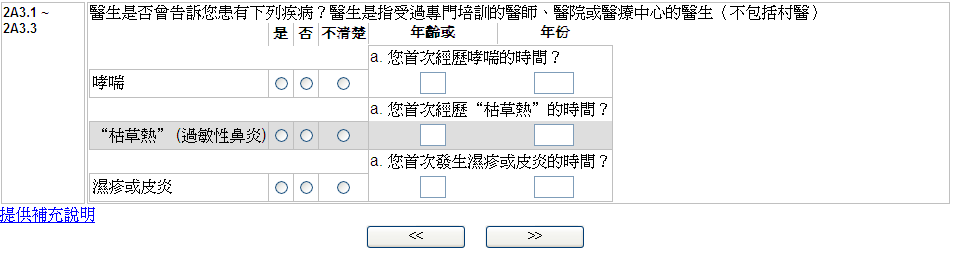 2A3.1 ~ 2A3.3
醫生是否曾告訴您患有下列疾病？醫生是指受過專門培訓的醫師、醫院或醫療中心的醫生（不包括村醫）
是 否 不清楚 年齡或 年份
a. 您首次經歷哮喘的時間？
哮喘
a. 您首次經歷“枯草熱”的時間？
“枯草熱” (過敏性鼻炎)
a. 您首次發生濕疹或皮炎的時間？
濕疹或皮炎
提供補充說明
<< >>